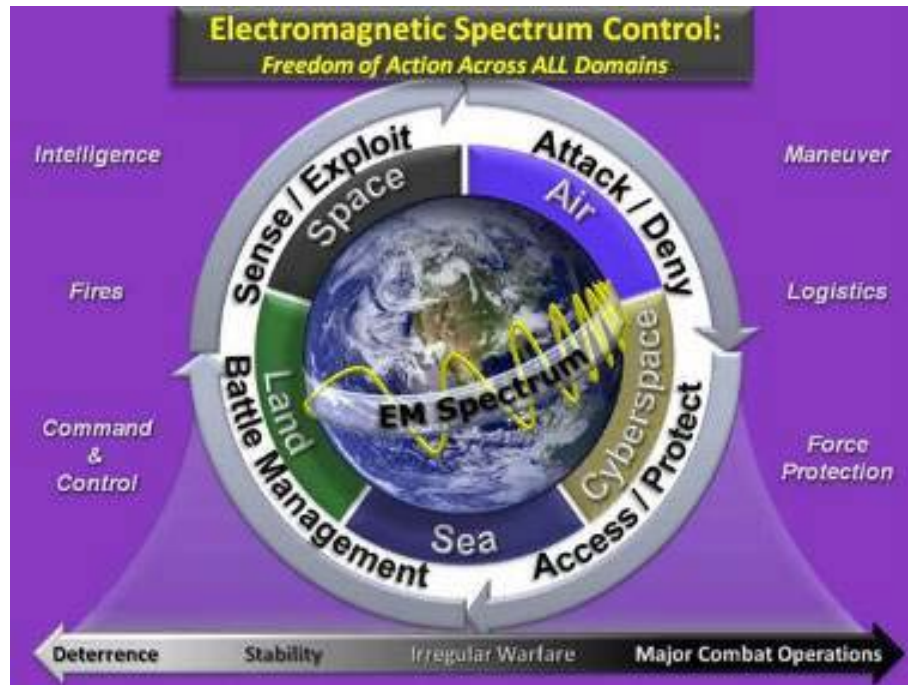 Electromagnetic Spectrum Control:
Freedom of Action Across ALL Domains
Intelligence
Fires
Command
&
Control
Maneuver
Logistics
Force
Protection
Sense / Exploit
Attack / Deny
Access / Protect
Battle Management
Space
Air
Cyberspace
Sea
Land
EM Spectrum
Deterrence
Stability
Irregular Warfare
Major Combat Operations